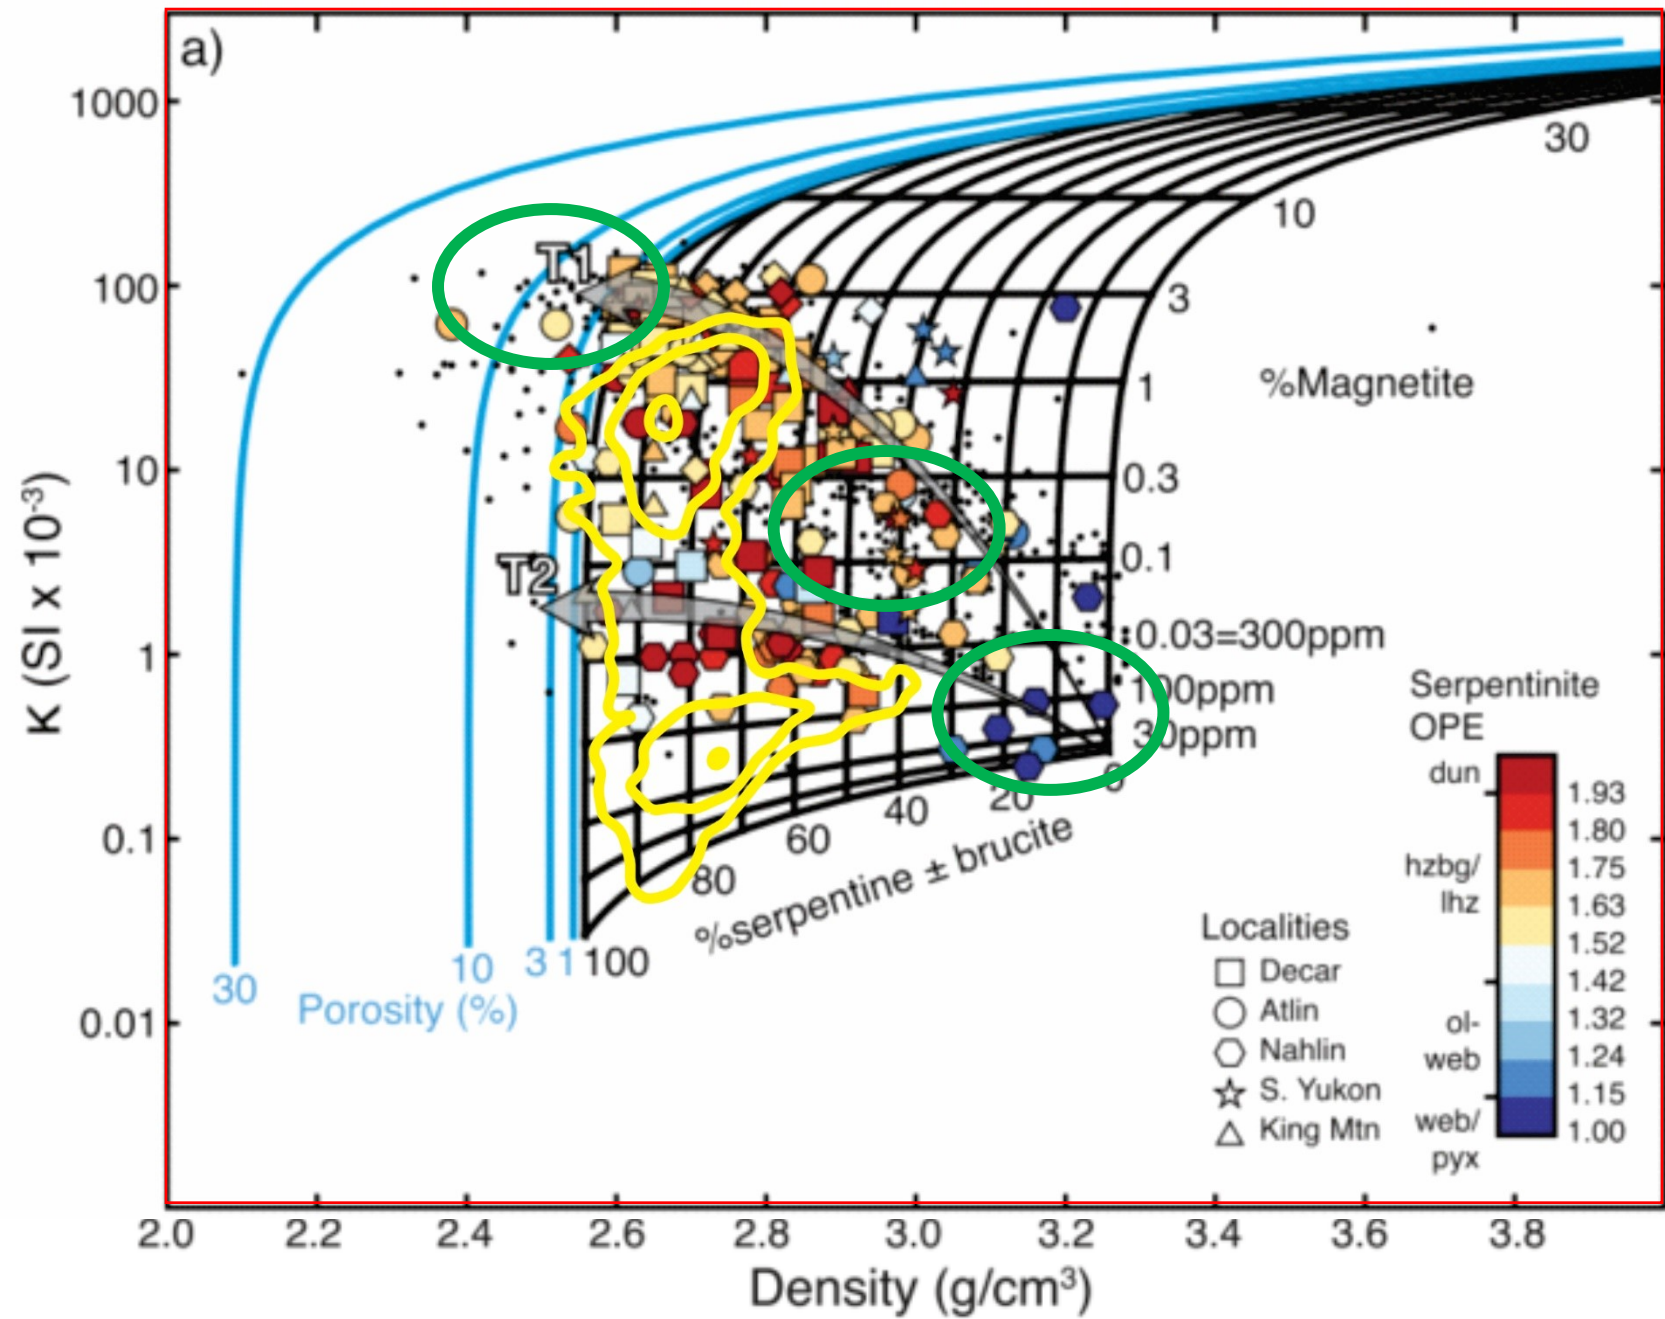 a)
K (SI x 10-3)
1000
100
10
1
0.1
0.01
T1
T2
30
10
3
1
%Magnetite
0.3
0.1
0.03=300ppm
100ppm
30ppm
0
20
40
60
80
100
%serpentine ± brucite
30
10
3
1
Porosity (%)
Serpentinite
OPE
dun
hzbg/
lhz
ol-
web
web/
pyx
1.93
1.80
1.75
1.63
1.52
1.42
1.32
1.24
1.15
1.00
Localities
Decar
Atlin
Nahlin
S. Yukon
King Mtn
2.0 2.2 2.4 2.6 2.8 3.0 3.2 3.4 3.6 3.8
Density (g/cm³)